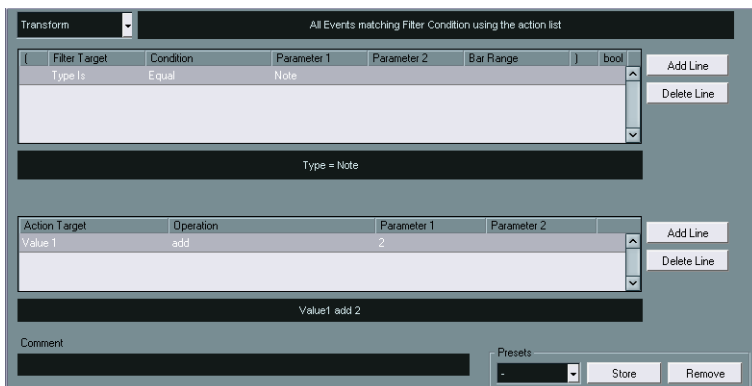 Transform All Events matching Filter Condition using the action list
( Filter Target Condition Parameter 1 Parameter 2 Bar Range ) bool
Add Line
Type Is Equal Note
Delete Line
Type = Note
Action Target Operation Parameter 1 Parameter 2
Add Line
Value 1 add 2
Delete Line
Value1 add 2
Comment
Presets
- Store Remove